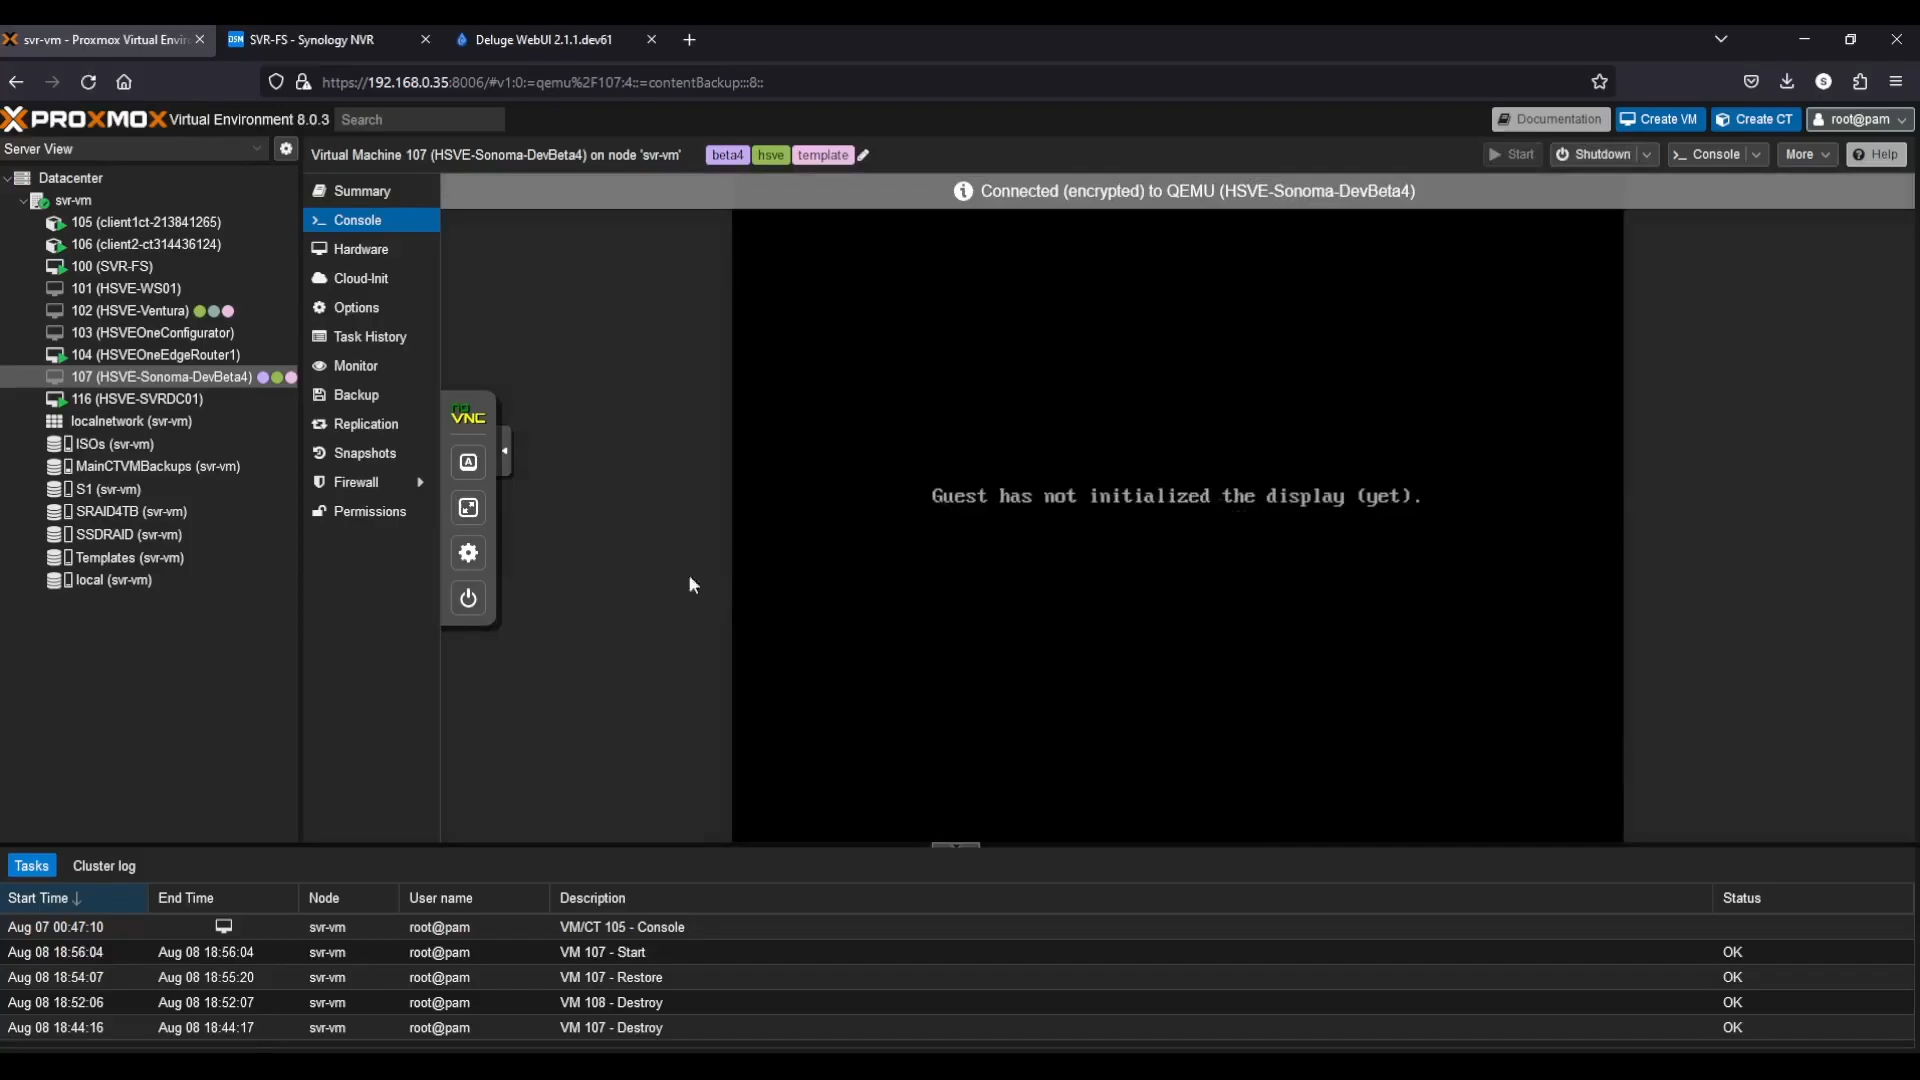 svr-vm - Proxmox Virtual Envir
SVR-FS - Synology NVR
Deluge WebUI 2.1.1.dev61
https://192.168.0.35:8006/#v1:0:=qemu%2F107:4::=contentBackup:::8::
PROXMOX Virtual Environment 8.0.3
Search
Documentation
Create VM
Create CT
root@pam
Server View
Virtual Machine 107 (HSVE-Sonoma-DevBeta4) on node 'svr-vm'
beta4
hsve
template
Start
Shutdown
Console
More
Help
Datacenter
svr-vm
105 (client1ct-213841265)
106 (client2-ct314436124)
100 (SVR-FS)
101 (HSVE-WS01)
102 (HSVE-Ventura)
103 (HSVEOneConfigurator)
104 (HSVEOneEdgeRouter1)
107 (HSVE-Sonoma-DevBeta4)
116 (HSVE-SVRDC01)
localnetwork (svr-vm)
ISOs (svr-vm)
MainCTVMBackups (svr-vm)
S1 (svr-vm)
SRAID4TB (svr-vm)
SSDRAID (svr-vm)
Templates (svr-vm)
local (svr-vm)
Summary
Console
Hardware
Cloud-Init
Options
Task History
Monitor
Backup
Replication
Snapshots
Firewall
Permissions
Connected (encrypted) to QEMU (HSVE-Sonoma-DevBeta4)
no
VNC
A
Guest has not initialized the display (yet).
Tasks
Cluster log
Start Time End Time Node User name Description Status
Aug 07 00:47:10 svr-vm root@pam VM/CT 105 - Console
Aug 08 18:56:04 Aug 08 18:56:04 svr-vm root@pam VM 107 - Start OK
Aug 08 18:54:07 Aug 08 18:55:20 svr-vm root@pam VM 107 - Restore OK
Aug 08 18:52:06 Aug 08 18:52:07 svr-vm root@pam VM 108 - Destroy OK
Aug 08 18:44:16 Aug 08 18:44:17 svr-vm root@pam VM 107 - Destroy OK